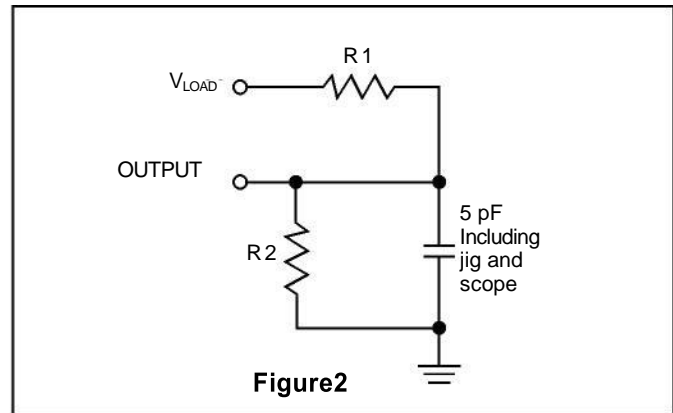 R1
VLOAD
OUTPUT
R2
5 pF
Including
jig and
scope
Figure2